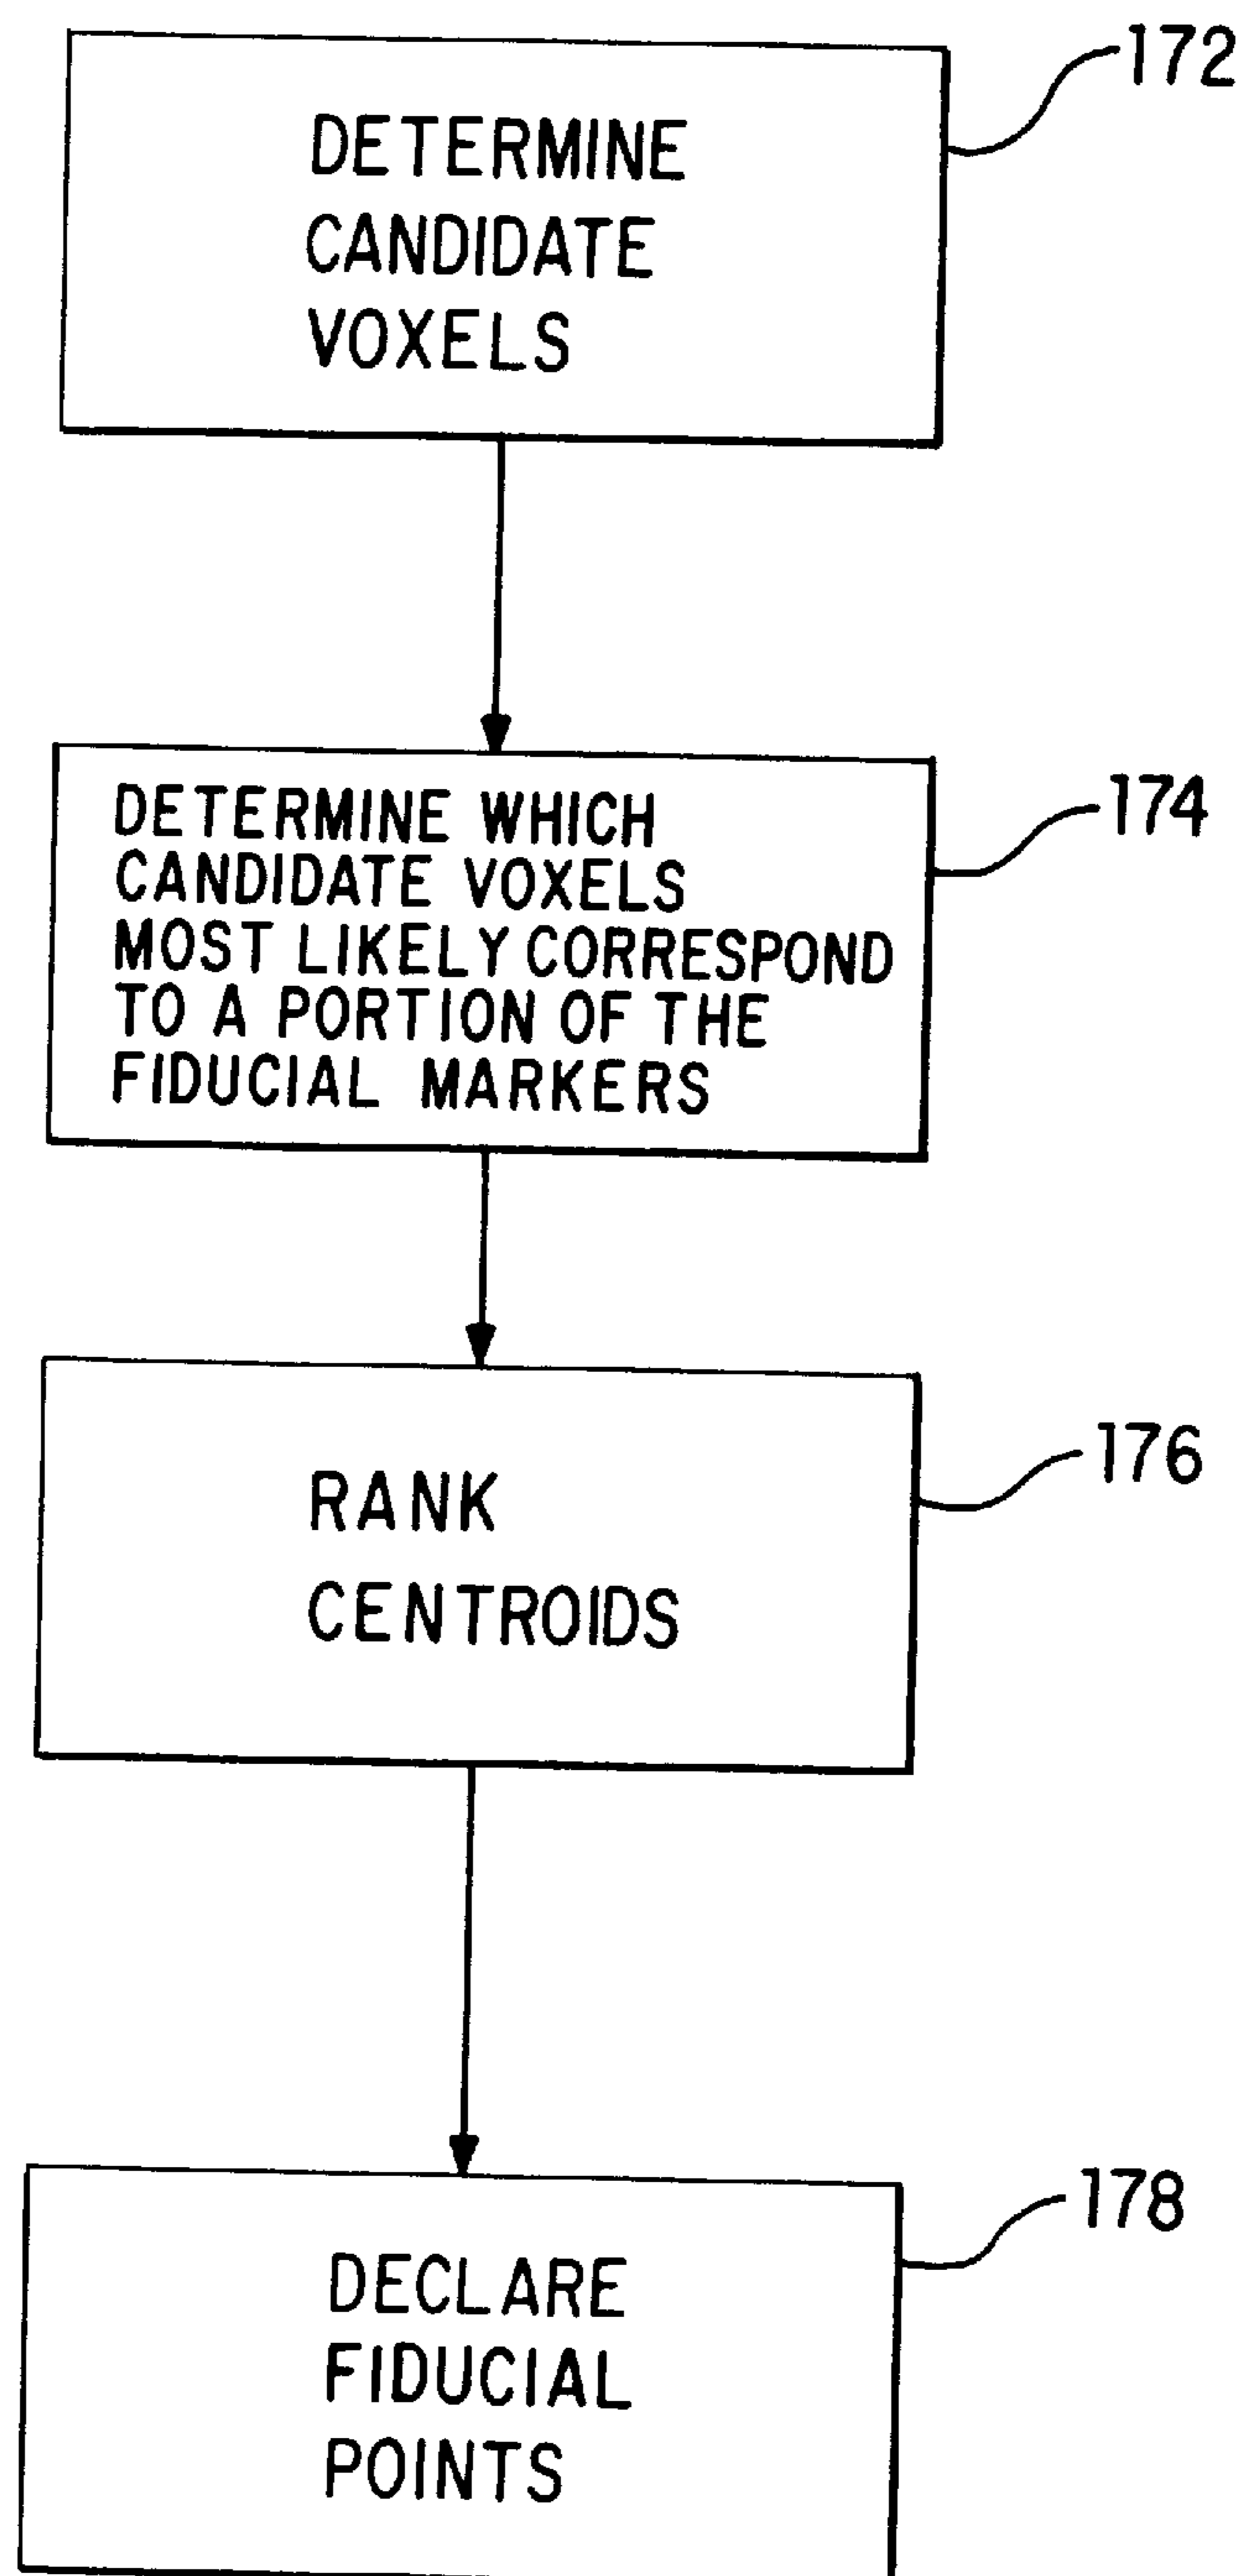 172
DETERMINE
CANDIDATE
VOXELS
174
DETERMINE WHICH
CANDIDATE VOXELS
MOST LIKELY CORRESPOND
TO A PORTION OF THE
FIDUCIAL MARKERS
176
RANK
CENTROIDS
178
DECLARE
FIDUCIAL
POINTS